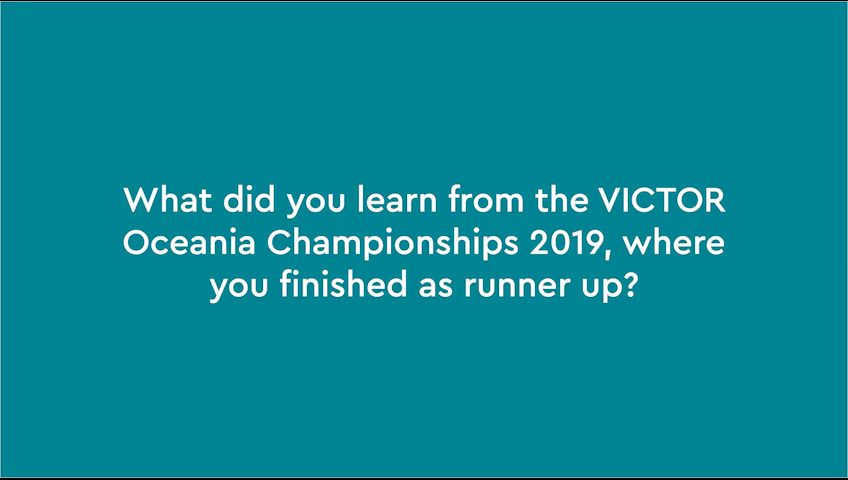 What did you learn from the VICTOR
Oceania Championships 2019, where
you finished as runner up?